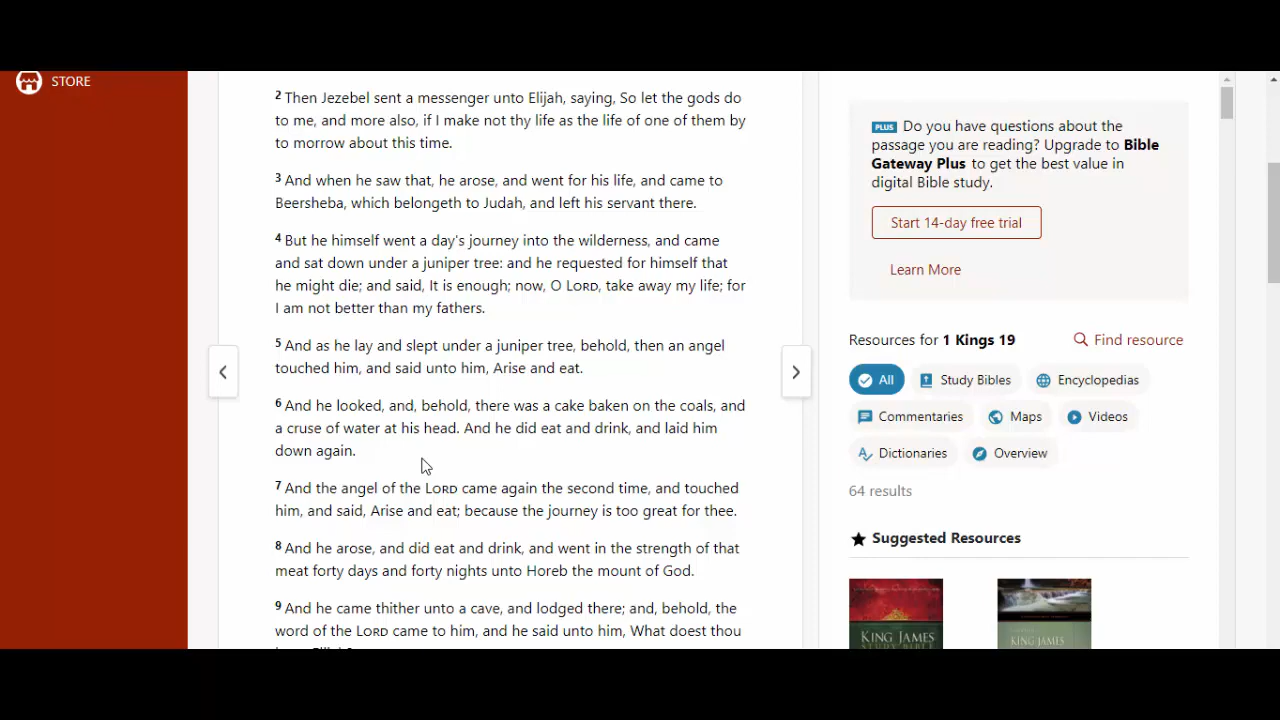 STORE
2 Then Jezebel sent a messenger unto Elijah, saying, So let the gods do
to me, and more also, if I make not thy life as the life of one of them by
to morrow about this time.
3 And when he saw that, he arose, and went for his life, and came to
Beersheba, which belongeth to Judah, and left his servant there.
4 But he himself went a day's journey into the wilderness, and came
and sat down under a juniper tree: and he requested for himself that
he might die; and said, It is enough; now, O LORD, take away my life; for
I am not better than my fathers.
5 And as he lay and slept under a juniper tree, behold, then an angel
touched him, and said unto him, Arise and eat.
6 And he looked, and, behold, there was a cake baken on the coals, and
a cruse of water at his head. And he did eat and drink, and laid him
down again.
7 And the angel of the LORD came again the second time, and touched
him, and said, Arise and eat; because the journey is too great for thee.
8 And he arose, and did eat and drink, and went in the strength of that
meat forty days and forty nights unto Horeb the mount of God.
9 And he came thither unto a cave, and lodged there; and, behold, the
word of the LORD came to him, and he said unto him, What doest thou
PLUS Do you have questions about the
passage you are reading? Upgrade to Bible
Gateway Plus to get the best value in
digital Bible study.
Start 14-day free trial
Learn More
Resources for 1 Kings 19
Find resource
All
Study Bibles
Encyclopedias
Commentaries
Maps
Videos
Dictionaries
Overview
64 results
Suggested Resources
KING JAMES
STUDY BIBLE
KING JAMES